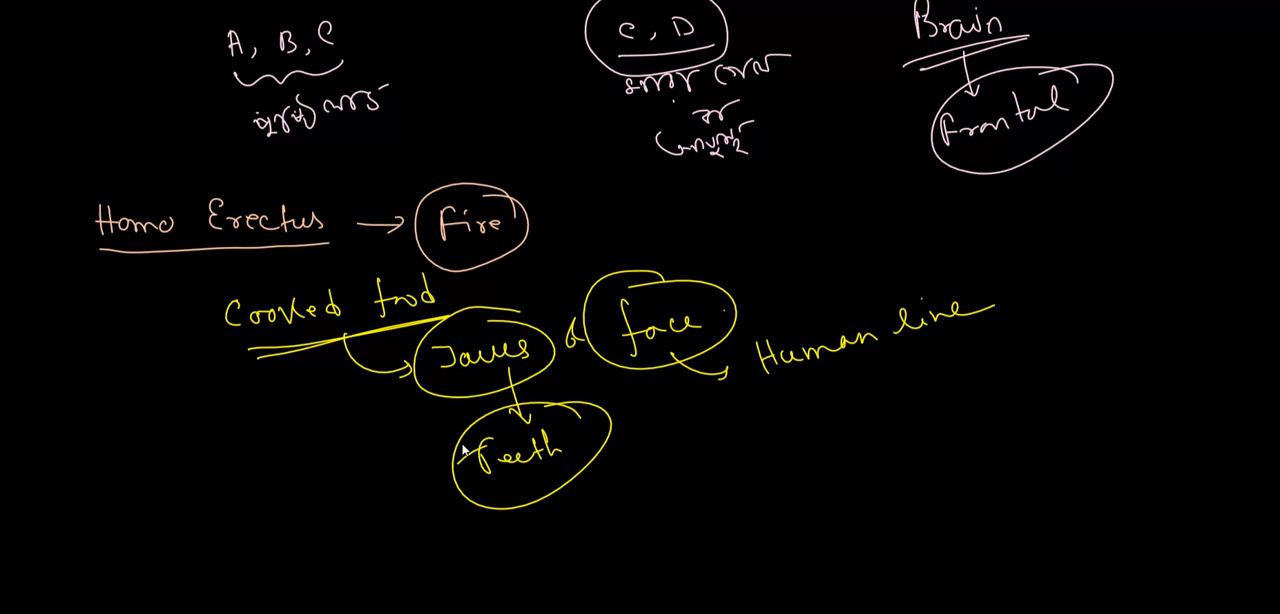 A, B, C
C, D
Brain
Frontal
বা
Homo Erectus → Fire
Cooked food
Jaws & face
Human line
Teeth